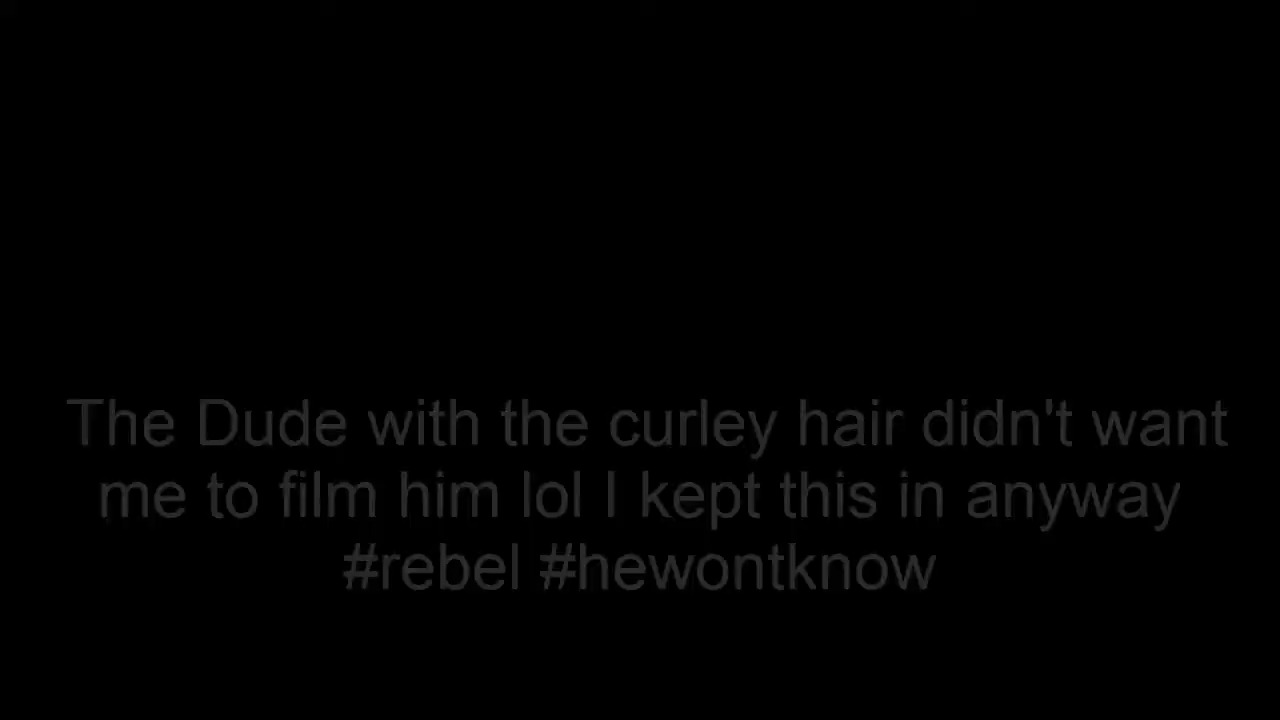 The Dude with the curley hair didn't want
me to film him lol I kept this in anyway
#rebel #hewontknow